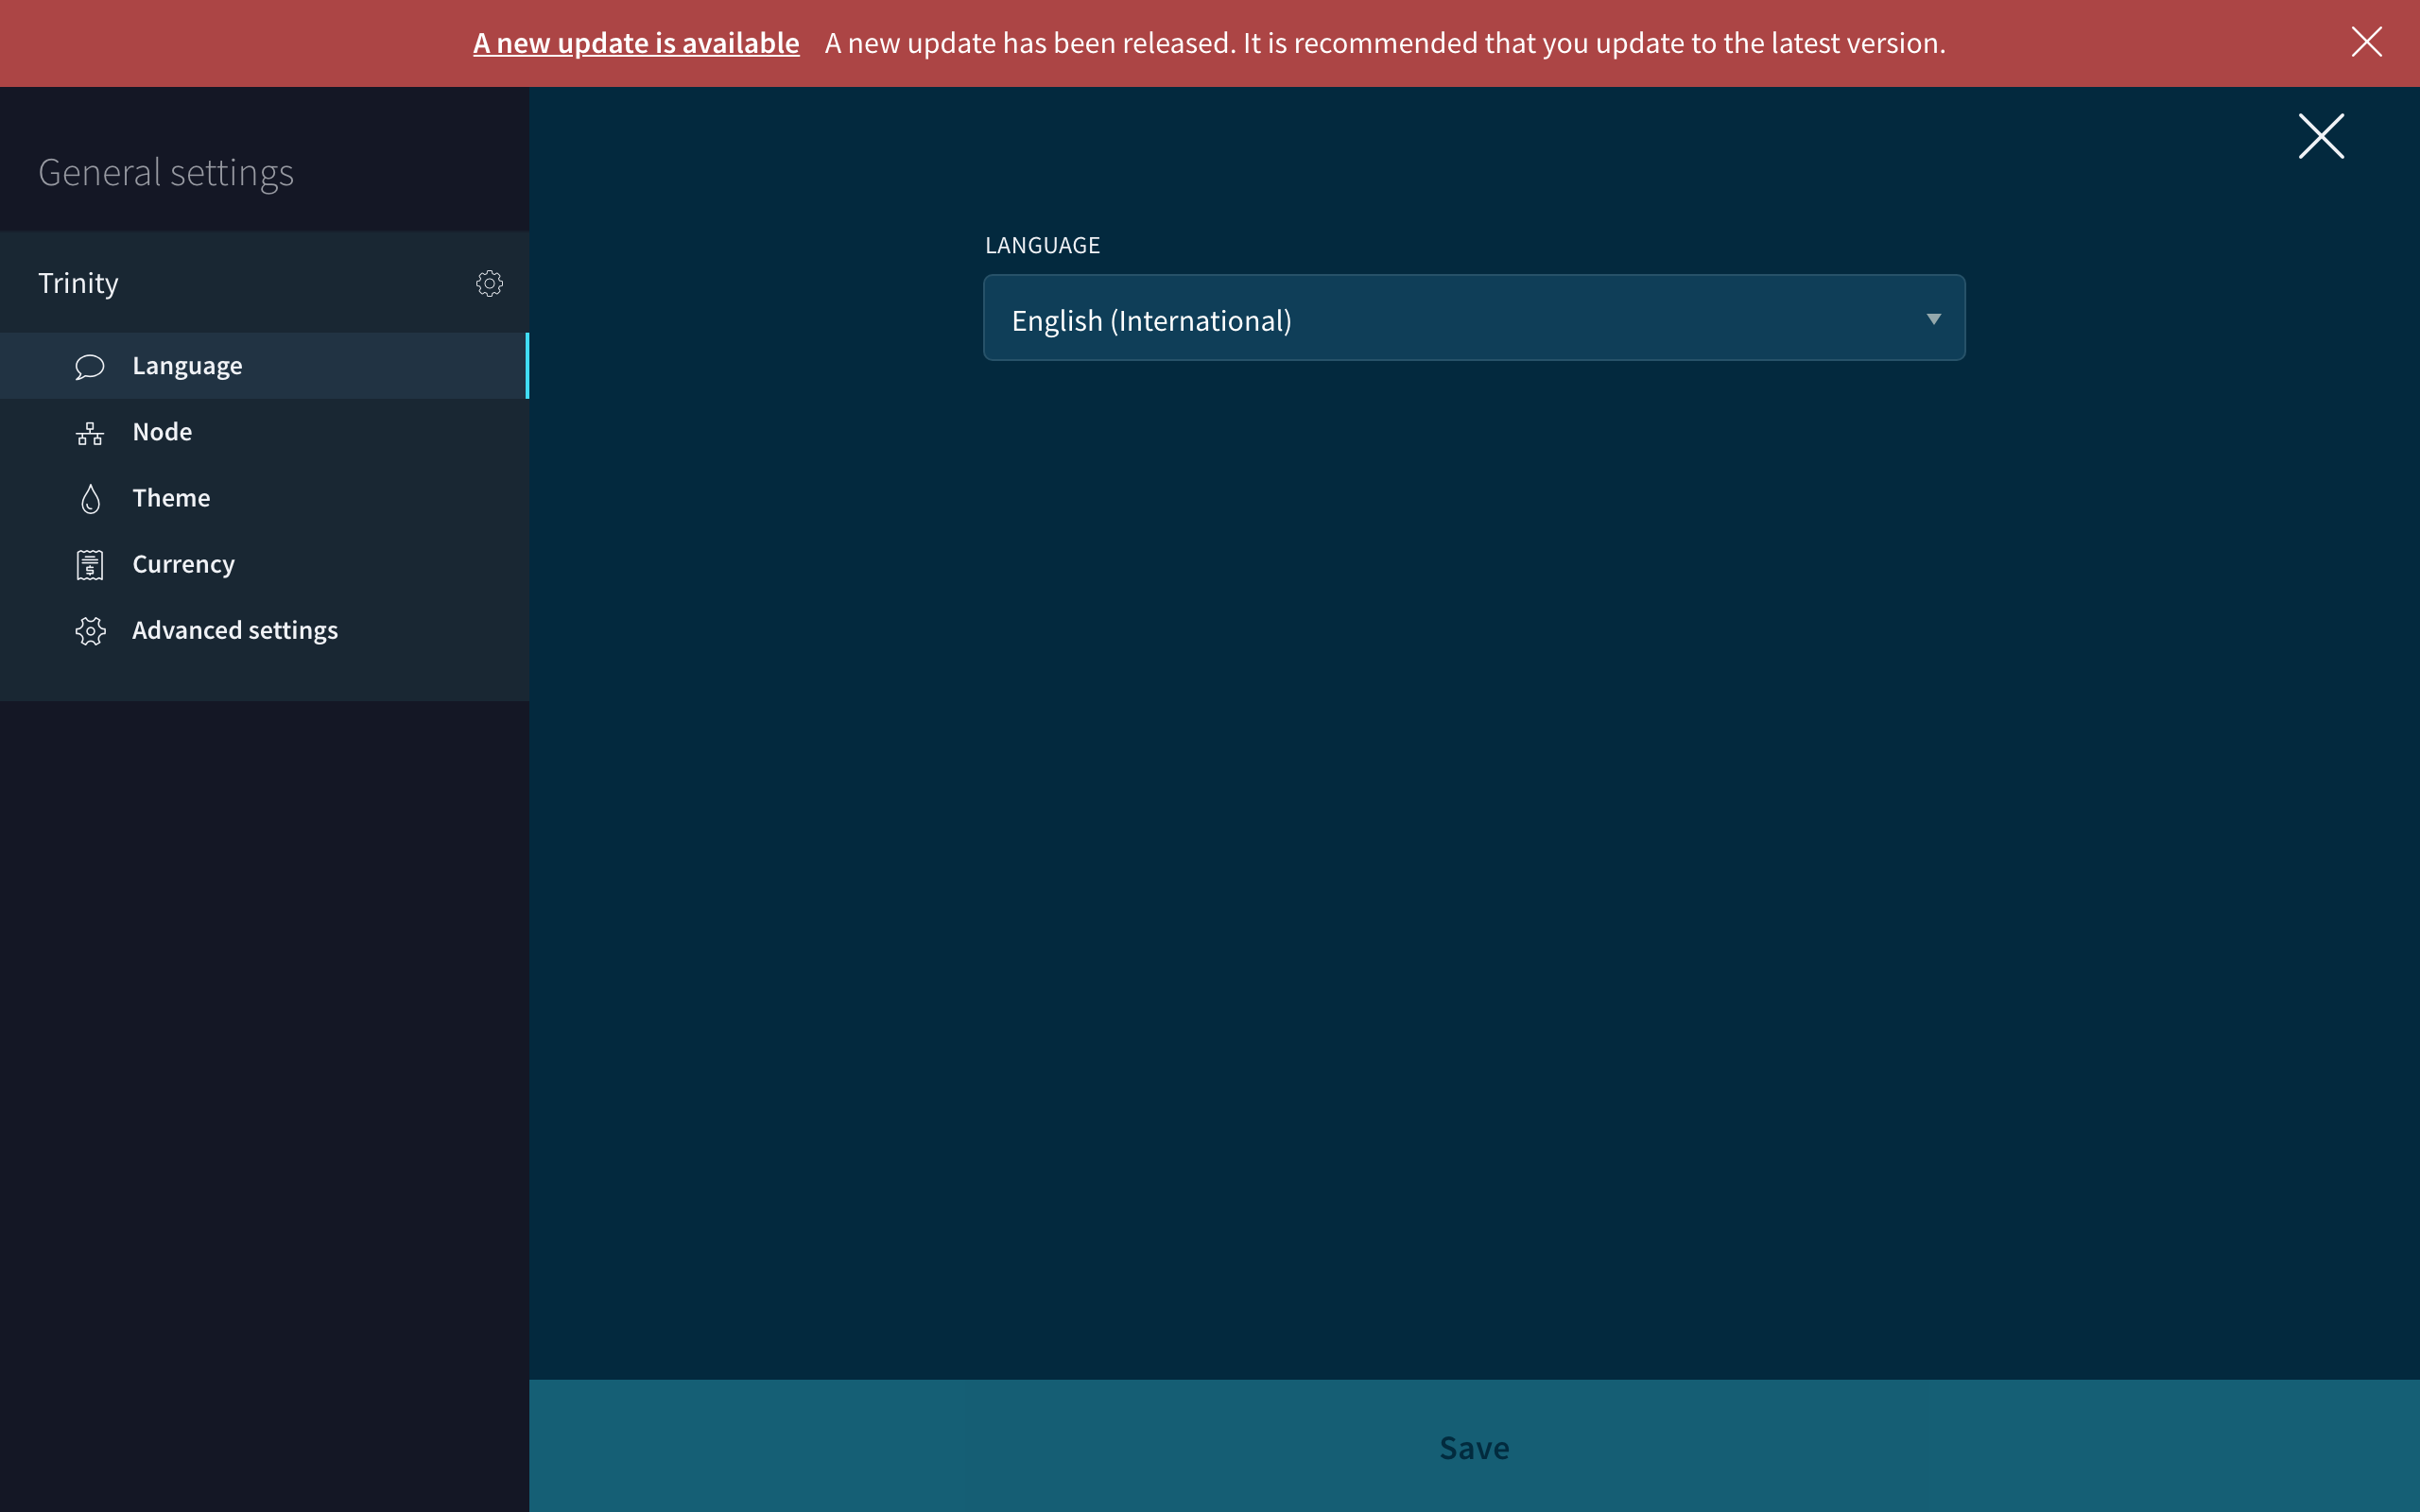 A new update is available A new update has been released. It is recommended that you update to the latest version.
General settings
Trinity
Language
Node
Theme
Currency
Advanced settings
LANGUAGE
English (International)
Save